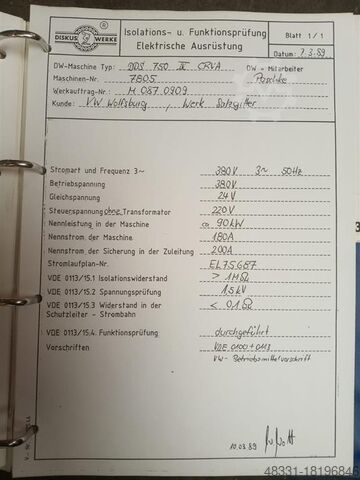 DISKUS WERKE
Isolations- u. Funktionsprüfung
Elektrische Ausrüstung
Blatt 1/1
Datum: 7.3.89
DW-Maschine Typ: DDS 750 IV CRVA
DW-Mitarbeiter
Maschinen-Nr. 7805
Paschke
Werkauftrag-Nr.: M 087 0909
Kunde: VW Wolfsburg, Werk Salzgitter
Stromart und Frequenz 3~ 380V 3~ 50Hz
Betriebspannung 380V
Gleichspannung 24V
Steuerspannung ohne Transformator 220V
Nennleistung in der Maschine ca 90kW
Nennstrom der Maschine 180A
Nennstrom der Sicherung in der Zuleitung 200A
Stromlaufplan-Nr. EL75687
VDE 0113/15.1 Isolationswiderstand > 1MΩ
VDE 0113/15.2 Spannungsprüfung 1,5kV
VDE 0113/15.3 Widerstand in der
Schutzleiter - Strombahn < 0.1Ω
VDE 0113/15.4: Funktionsprüfung durchgeführt
Vorschriften VDE 0100+0113
VW-Betriebsmittelvorschrift
10.03.89
48331-18196846